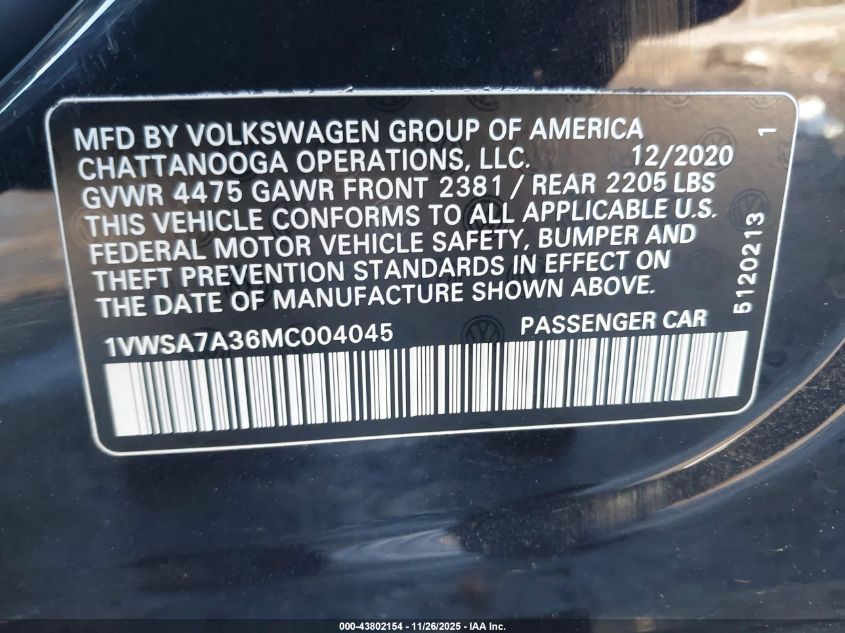 MFD BY VOLKSWAGEN GROUP OF AMERICA
CHATTANOOGA OPERATIONS, LLC. 12/2020
GVWR 4475 GAWR FRONT 2381 / REAR 2205 LBS
THIS VEHICLE CONFORMS TO ALL APPLICABLE U.S.
FEDERAL MOTOR VEHICLE SAFETY, BUMPER AND
THEFT PREVENTION STANDARDS IN EFFECT ON
THE DATE OF MANUFACTURE SHOWN ABOVE.
1VWSA7A36MC004045 PASSENGER CAR
5120213
1
000-43802154 - 11/26/2025 - IAA Inc.